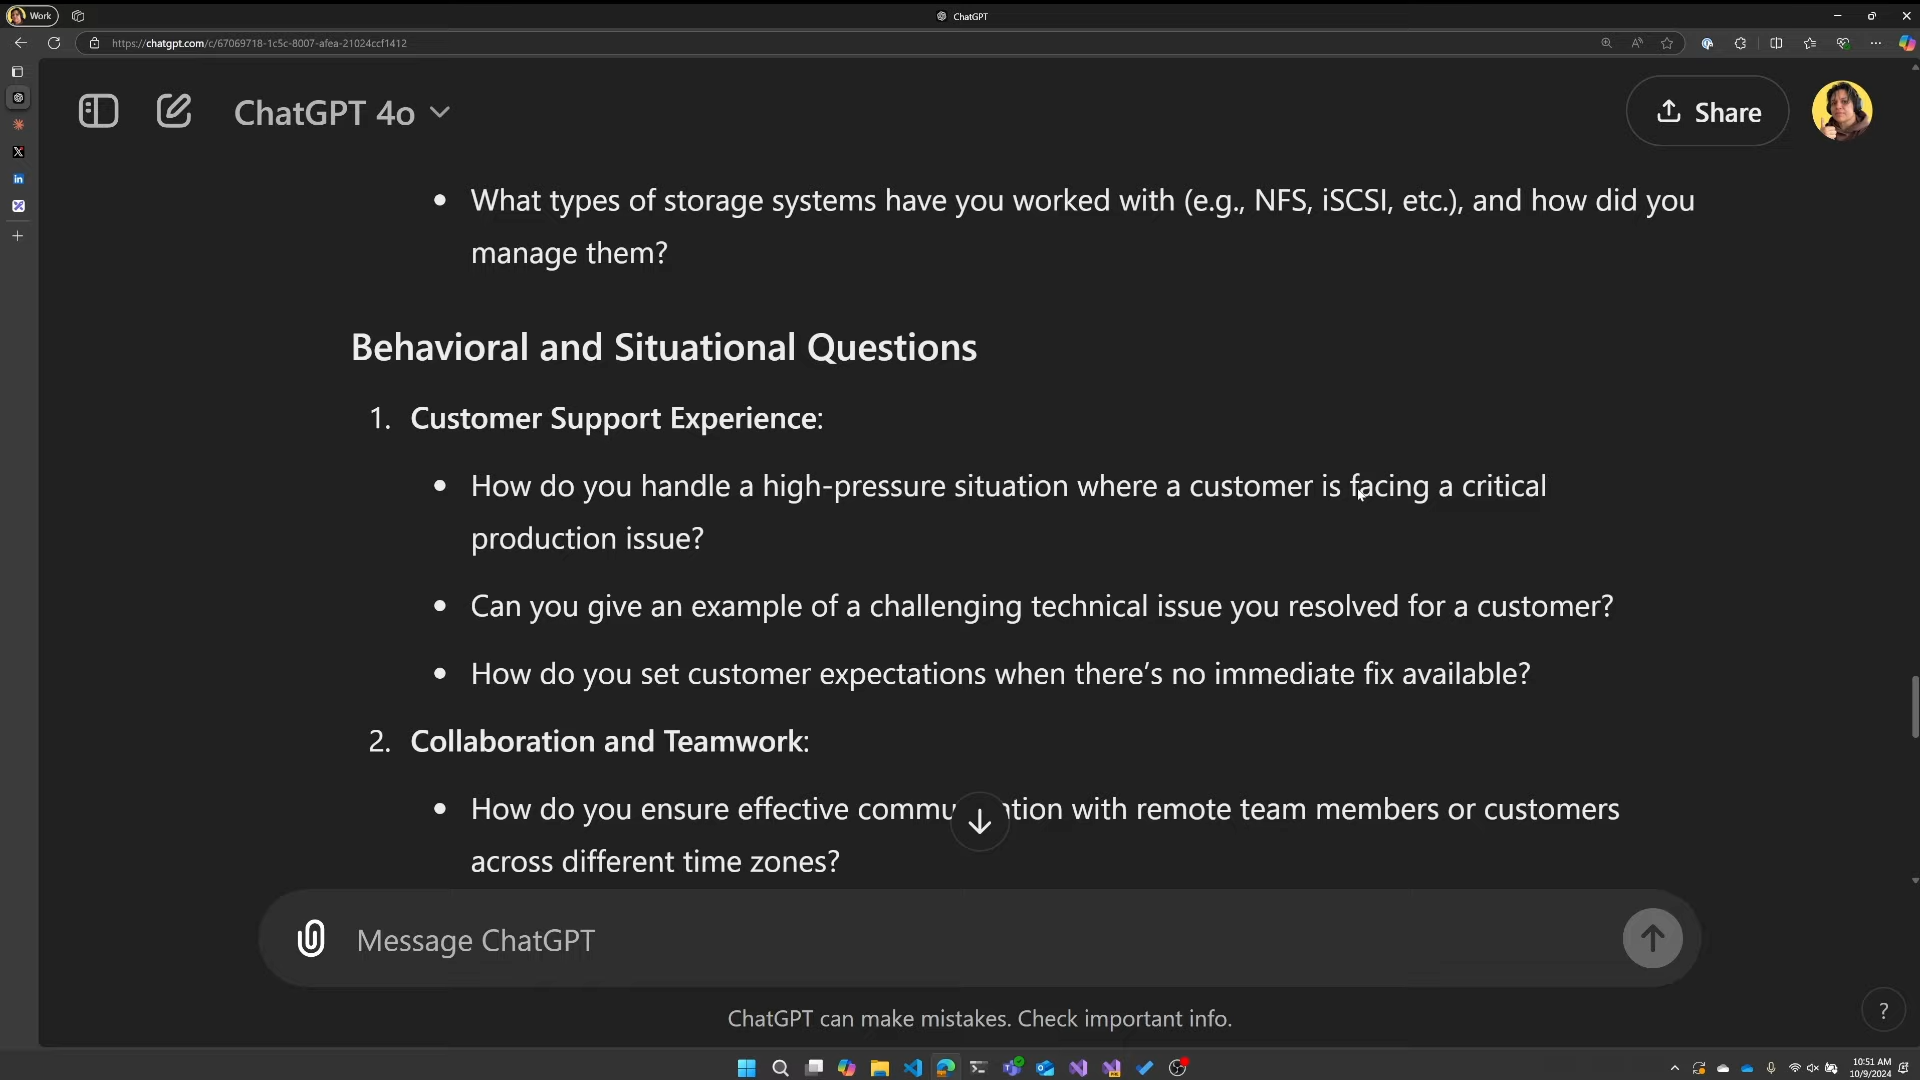 Work
ChatGPT
https://chatgpt.com/c/67069718-1c5c-8007-afea-21024ccf1412
ChatGPT 4o
Share
• What types of storage systems have you worked with (e.g., NFS, iSCSI, etc.), and how did you
manage them?
Behavioral and Situational Questions
1. Customer Support Experience:
• How do you handle a high-pressure situation where a customer is facing a critical
production issue?
• Can you give an example of a challenging technical issue you resolved for a customer?
• How do you set customer expectations when there’s no immediate fix available?
2. Collaboration and Teamwork:
• How do you ensure effective commu tion with remote team members or customers
across different time zones?
Message ChatGPT
ChatGPT can make mistakes. Check important info.
?
10:51 AM
10/9/2024